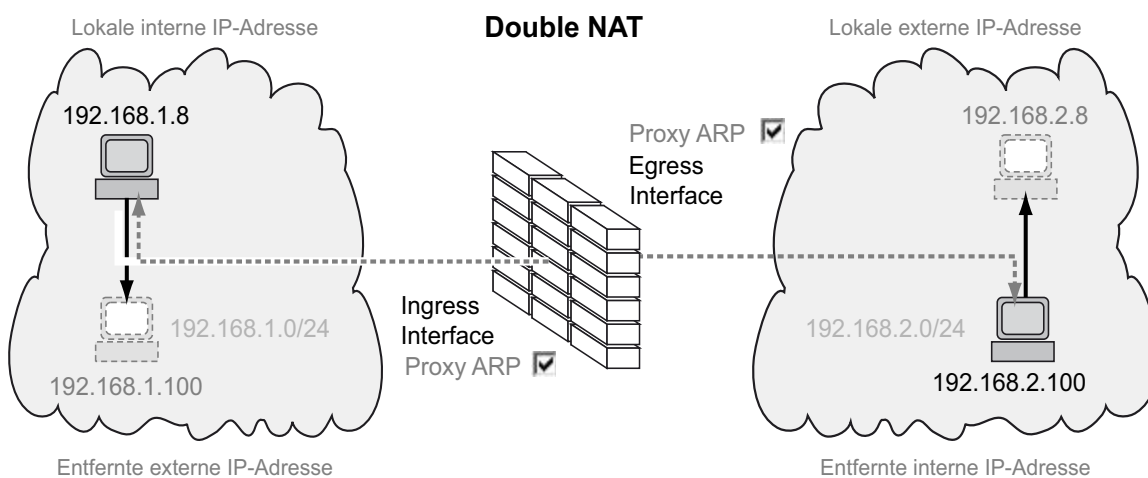 Lokale interne IP-Adresse
Double NAT
Lokale externe IP-Adresse
192.168.1.8
192.168.2.8
Proxy ARP
Egress
Interface
Ingress
Interface
Proxy ARP
192.168.1.0/24
192.168.2.0/24
192.168.1.100
192.168.2.100
Entfernte externe IP-Adresse
Entfernte interne IP-Adresse